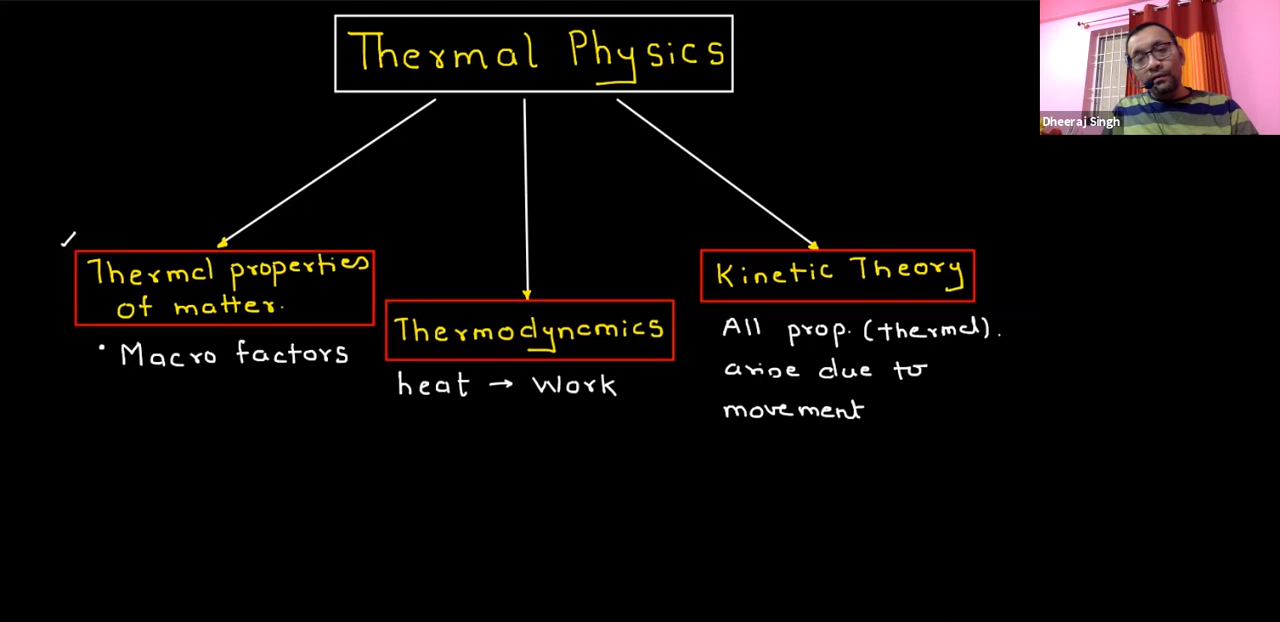 Thermal Physics
Dheeraj Singh
Thermal properties
of matter.
• Macro factors
Thermodynamics
heat → Work
Kinetic Theory
All prop. (thermal).
arise due to
movement